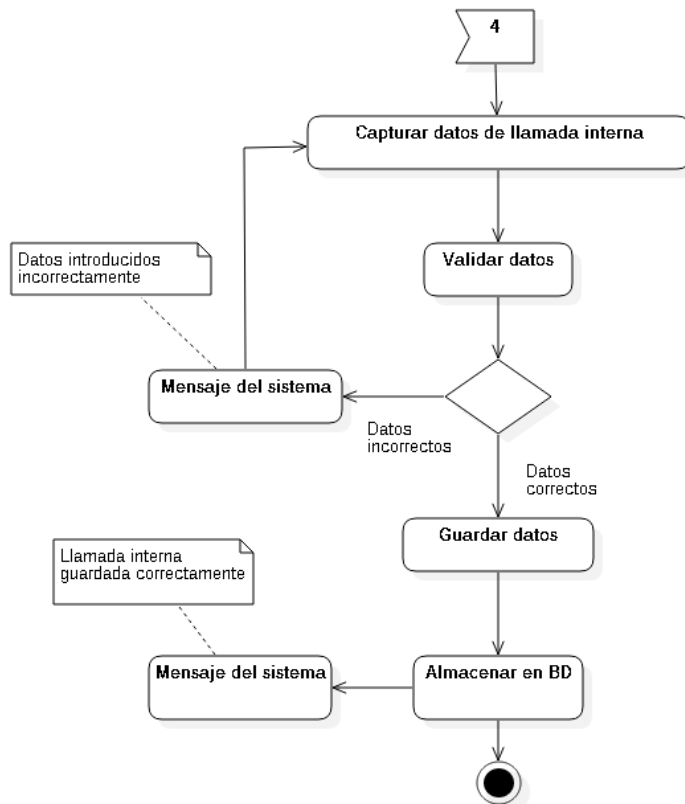 4
Capturar datos de llamada interna
Validar datos
Datos introducidos
incorrectamente
Mensaje del sistema
Datos
incorrectos
Datos
correctos
Guardar datos
Llamada interna
guardada correctamente
Mensaje del sistema
Almacenar en BD